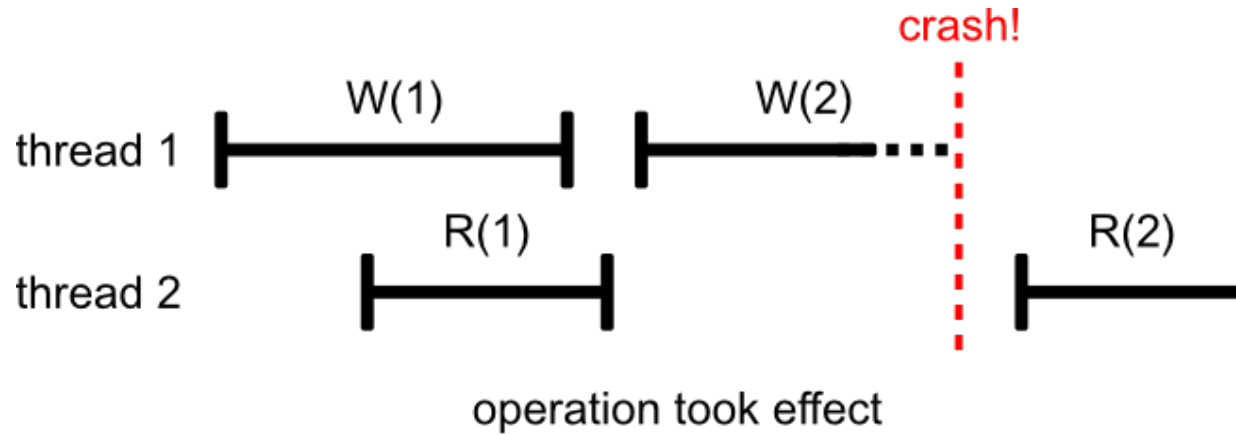 crash!
W(1) W(2)
thread 1
R(1) R(2)
thread 2
operation took effect